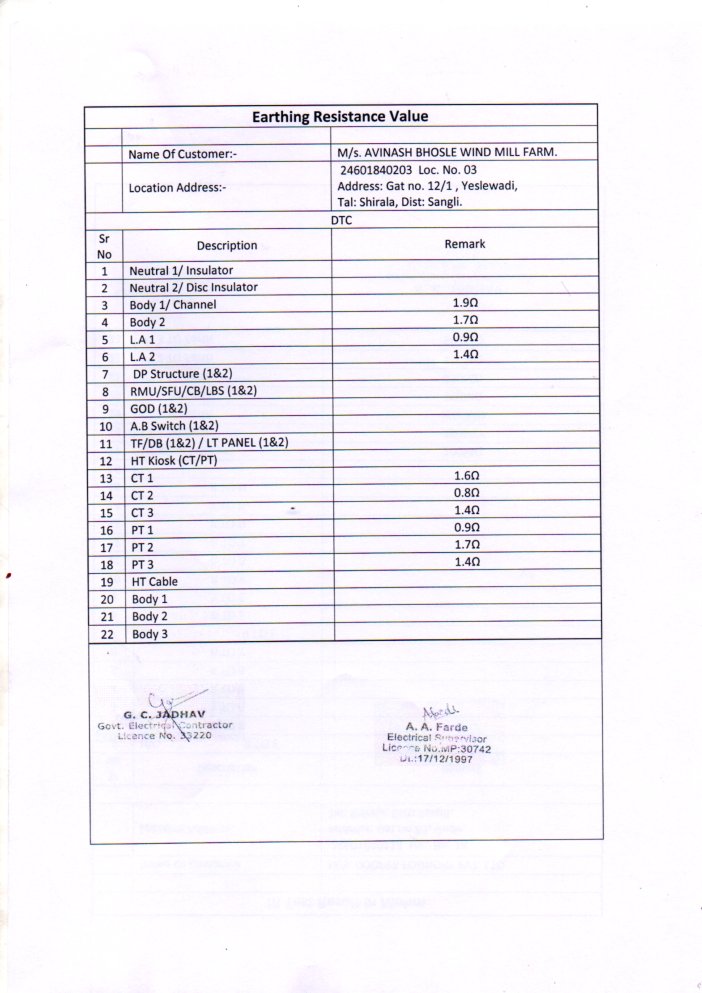 Earthing Resistance Value
Name Of Customer:- M/s. AVINASH BHOSLE WIND MILL FARM.
Location Address:- 24601840203 Loc. No. 03
Address: Gat no. 12/1 , Yeslewadi,
Tal: Shirala, Dist: Sangli.
DTC
Sr No Description Remark
1 Neutral 1/ Insulator
2 Neutral 2/ Disc Insulator
3 Body 1/ Channel 1.9Ω
4 Body 2 1.7Ω
5 L.A 1 0.9Ω
6 L.A 2 1.4Ω
7 DP Structure (1&2)
8 RMU/SFU/CB/LBS (1&2)
9 GOD (1&2)
10 A.B Switch (1&2)
11 TF/DB (1&2) / LT PANEL (1&2)
12 HT Kiosk (CT/PT)
13 CT 1 1.6Ω
14 CT 2 0.8Ω
15 CT 3 1.4Ω
16 PT 1 0.9Ω
17 PT 2 1.7Ω
18 PT 3 1.4Ω
19 HT Cable
20 Body 1
21 Body 2
22 Body 3
G. C. JADHAV
Govt. Electrical Contractor
Licence No. 33220
A. A. Farde
Electrical Supervisor
Licence No.MP:30742
Dt.:17/12/1997